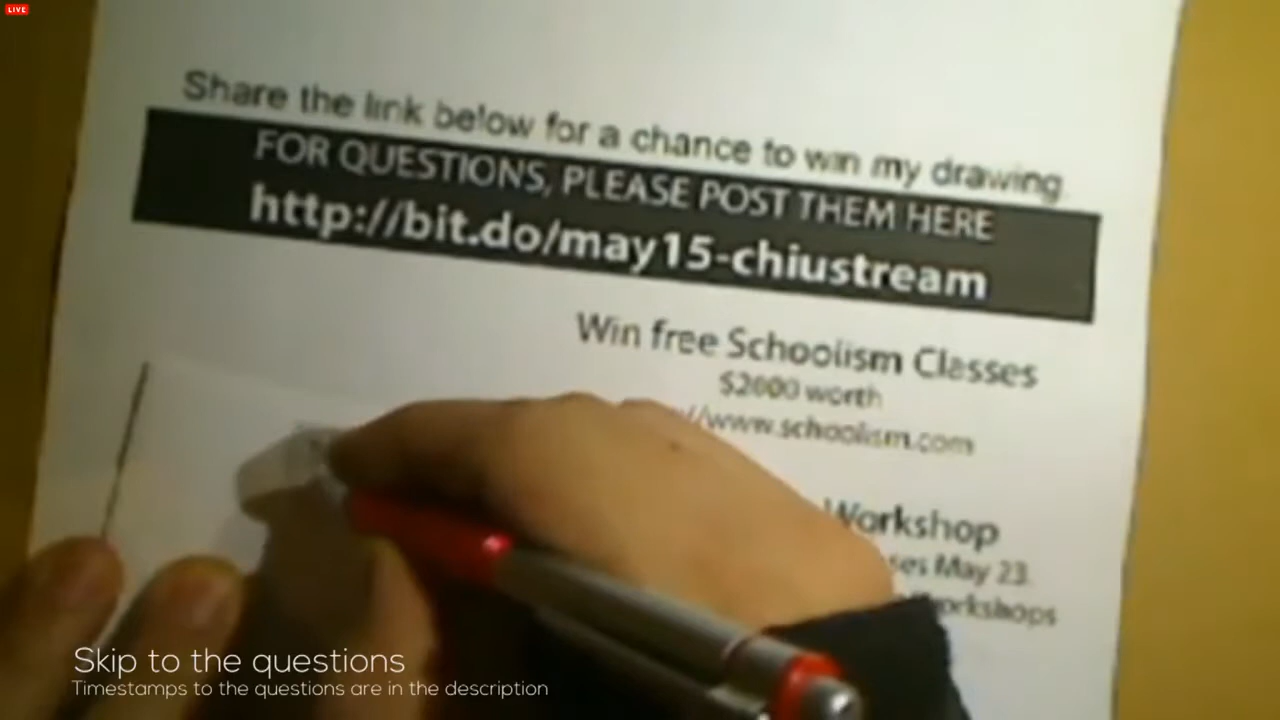 LIVE
Share the link below for a chance to win my drawing.
FOR QUESTIONS, PLEASE POST THEM HERE
http://bit.do/may15-chiustream
Win free Schoolism Classes
$2000 worth
//www.schoolism.com
Workshop
May 23
Skip to the questions
Timestamps to the questions are in the description